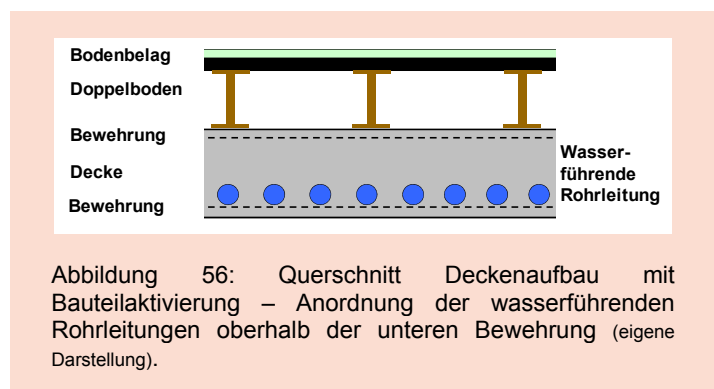 Bodenbelag
Doppelboden
Bewehrung
Decke
Bewehrung
Wasser-
führende
Rohrleitung
Abbildung 56: Querschnitt Deckenaufbau mit
Bauteilaktivierung – Anordnung der wasserführenden
Rohrleitungen oberhalb der unteren Bewehrung (eigene
Darstellung).